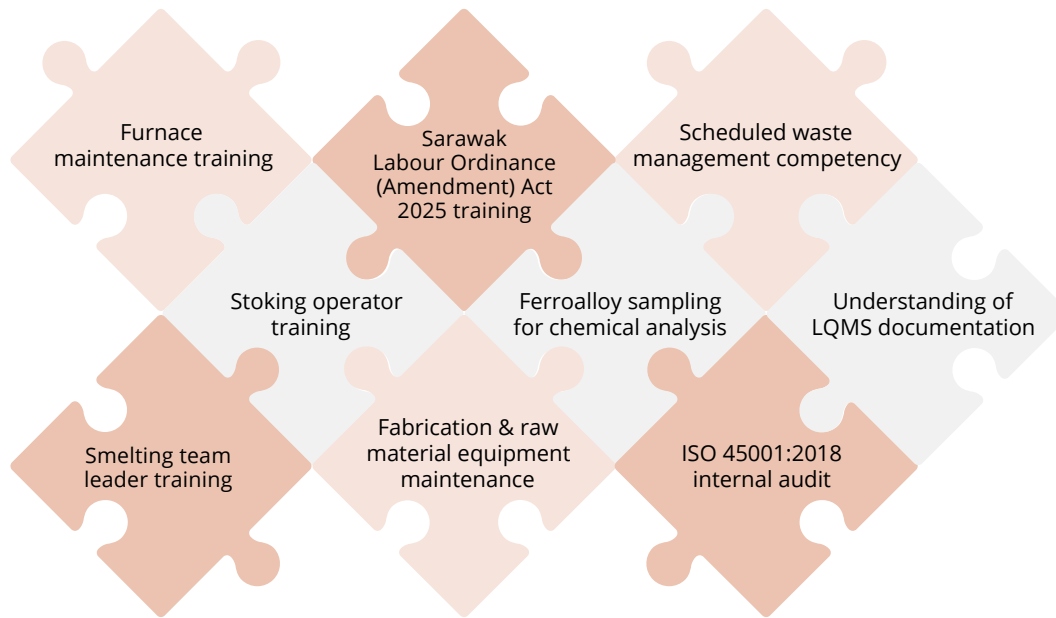 Furnace
maintenance training
Sarawak
Labour Ordinance
(Amendment) Act
2025 training
Scheduled waste
management competency
Stoking operator
training
Ferroalloy sampling
for chemical analysis
Understanding of
LQMS documentation
Smelting team
leader training
Fabrication & raw
material equipment
maintenance
ISO 45001:2018
internal audit